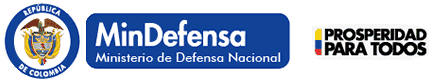 REPÚBLICA
DE COLOMBIA
MinDefensa
Ministerio de Defensa Nacional
PROSPERIDAD
PARA TODOS